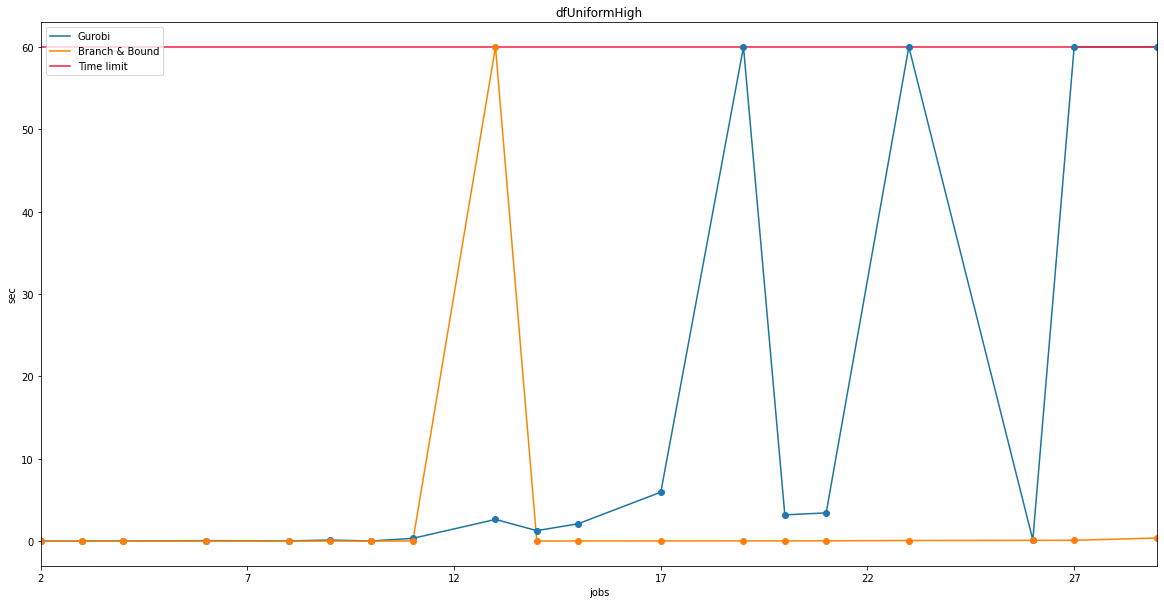 dfUniformHigh
Gurobi
Branch & Bound
Time limit
60
50
40
30
20
10
0
sec
2 7 12 17 22 27
jobs